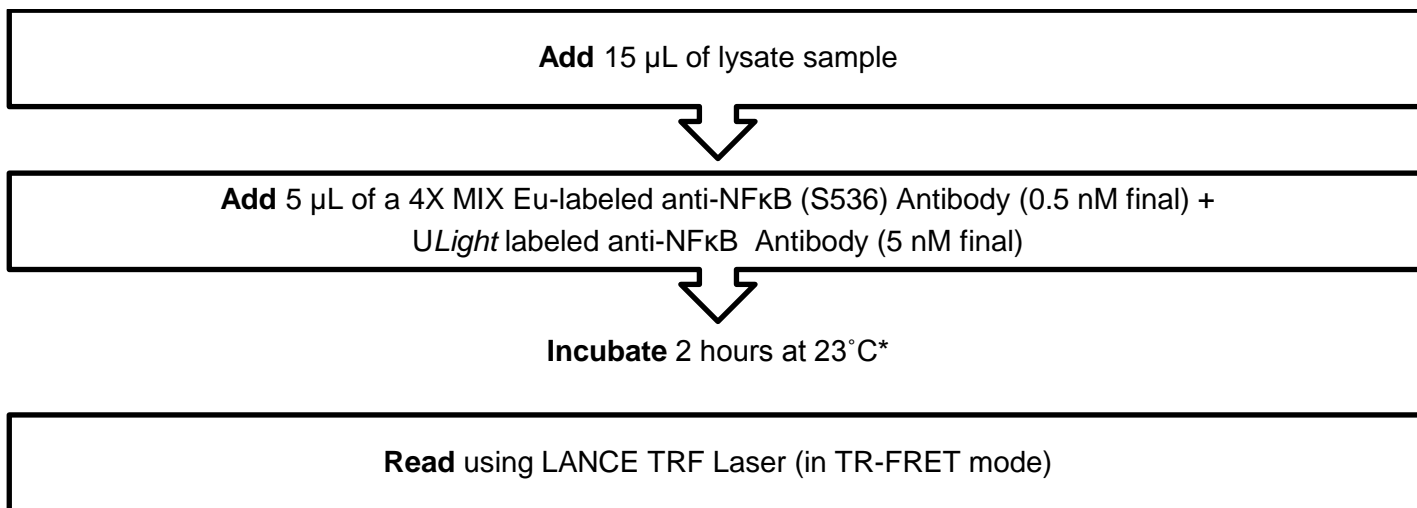 Add 15 µL of lysate sample
Add 5 µL of a 4X MIX Eu-labeled anti-NFκB (S536) Antibody (0.5 nM final) +
ULight labeled anti-NFκB Antibody (5 nM final)
Incubate 2 hours at 23˚C*
Read using LANCE TRF Laser (in TR-FRET mode)